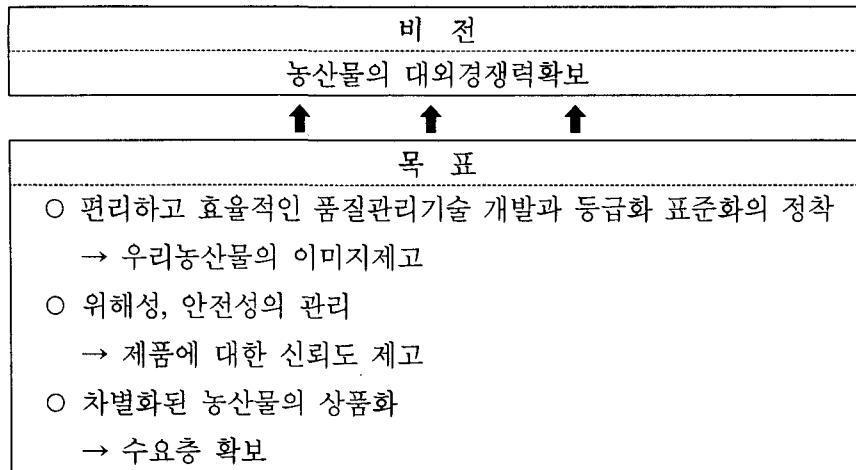 비 전
농산물의 대외경쟁력확보
목 표
○ 편리하고 효율적인 품질관리기술 개발과 등급화 표준화의 정착
→ 우리농산물의 이미지제고
○ 위해성, 안전성의 관리
→ 제품에 대한 신뢰도 제고
○ 차별화된 농산물의 상품화
→ 수요층 확보